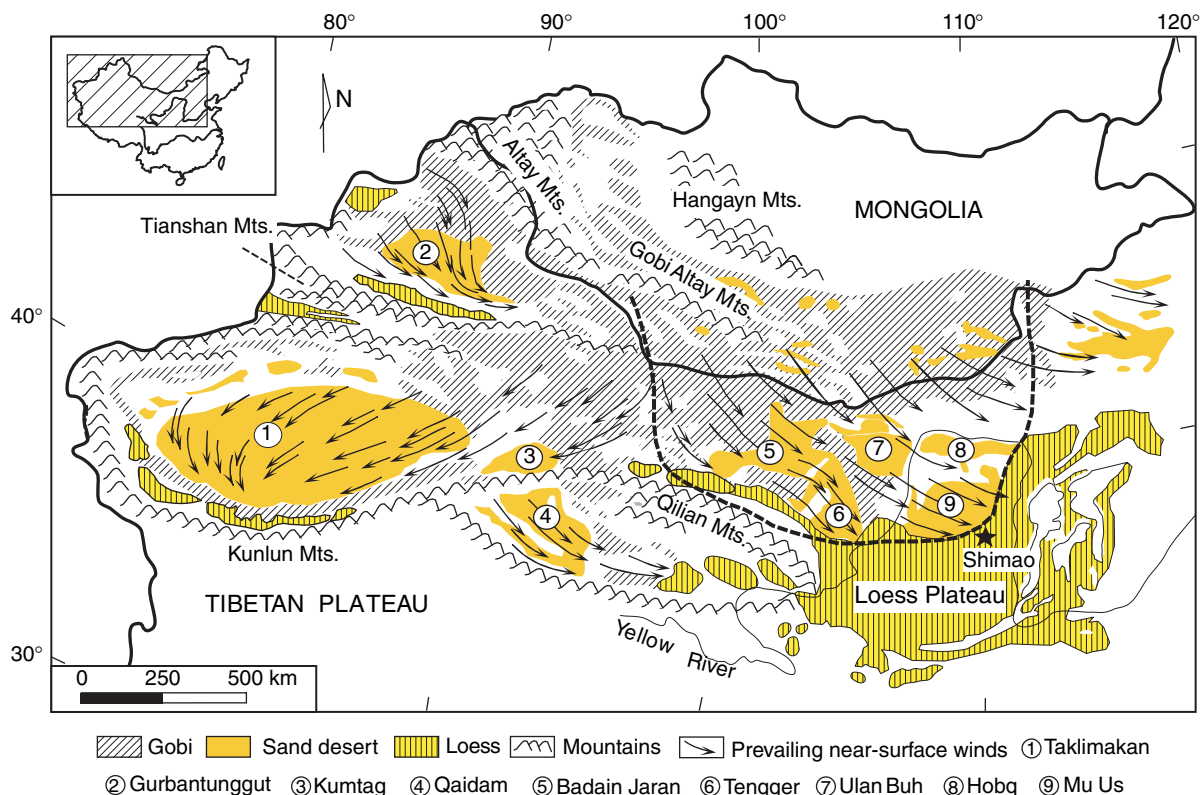 80° 90° 100° 110° 120°
N
Altay Mts.
Hangayn Mts.
MONGOLIA
Tianshan Mts.
②
Gobi Altay Mts.
40°
①
③
⑤
⑦
⑧
④
⑥
⑨
Qilian Mts.
Kunlun Mts.
Shimao
TIBETAN PLATEAU
Loess Plateau
Yellow River
30°
0 250 500 km
Gobi Sand desert Loess Mountains Prevailing near-surface winds ①Taklimakan
②Gurbantunggut ③Kumtag ④Qaidam ⑤Badain Jaran ⑥Tengger ⑦Ulan Buh ⑧Hobq ⑨Mu Us